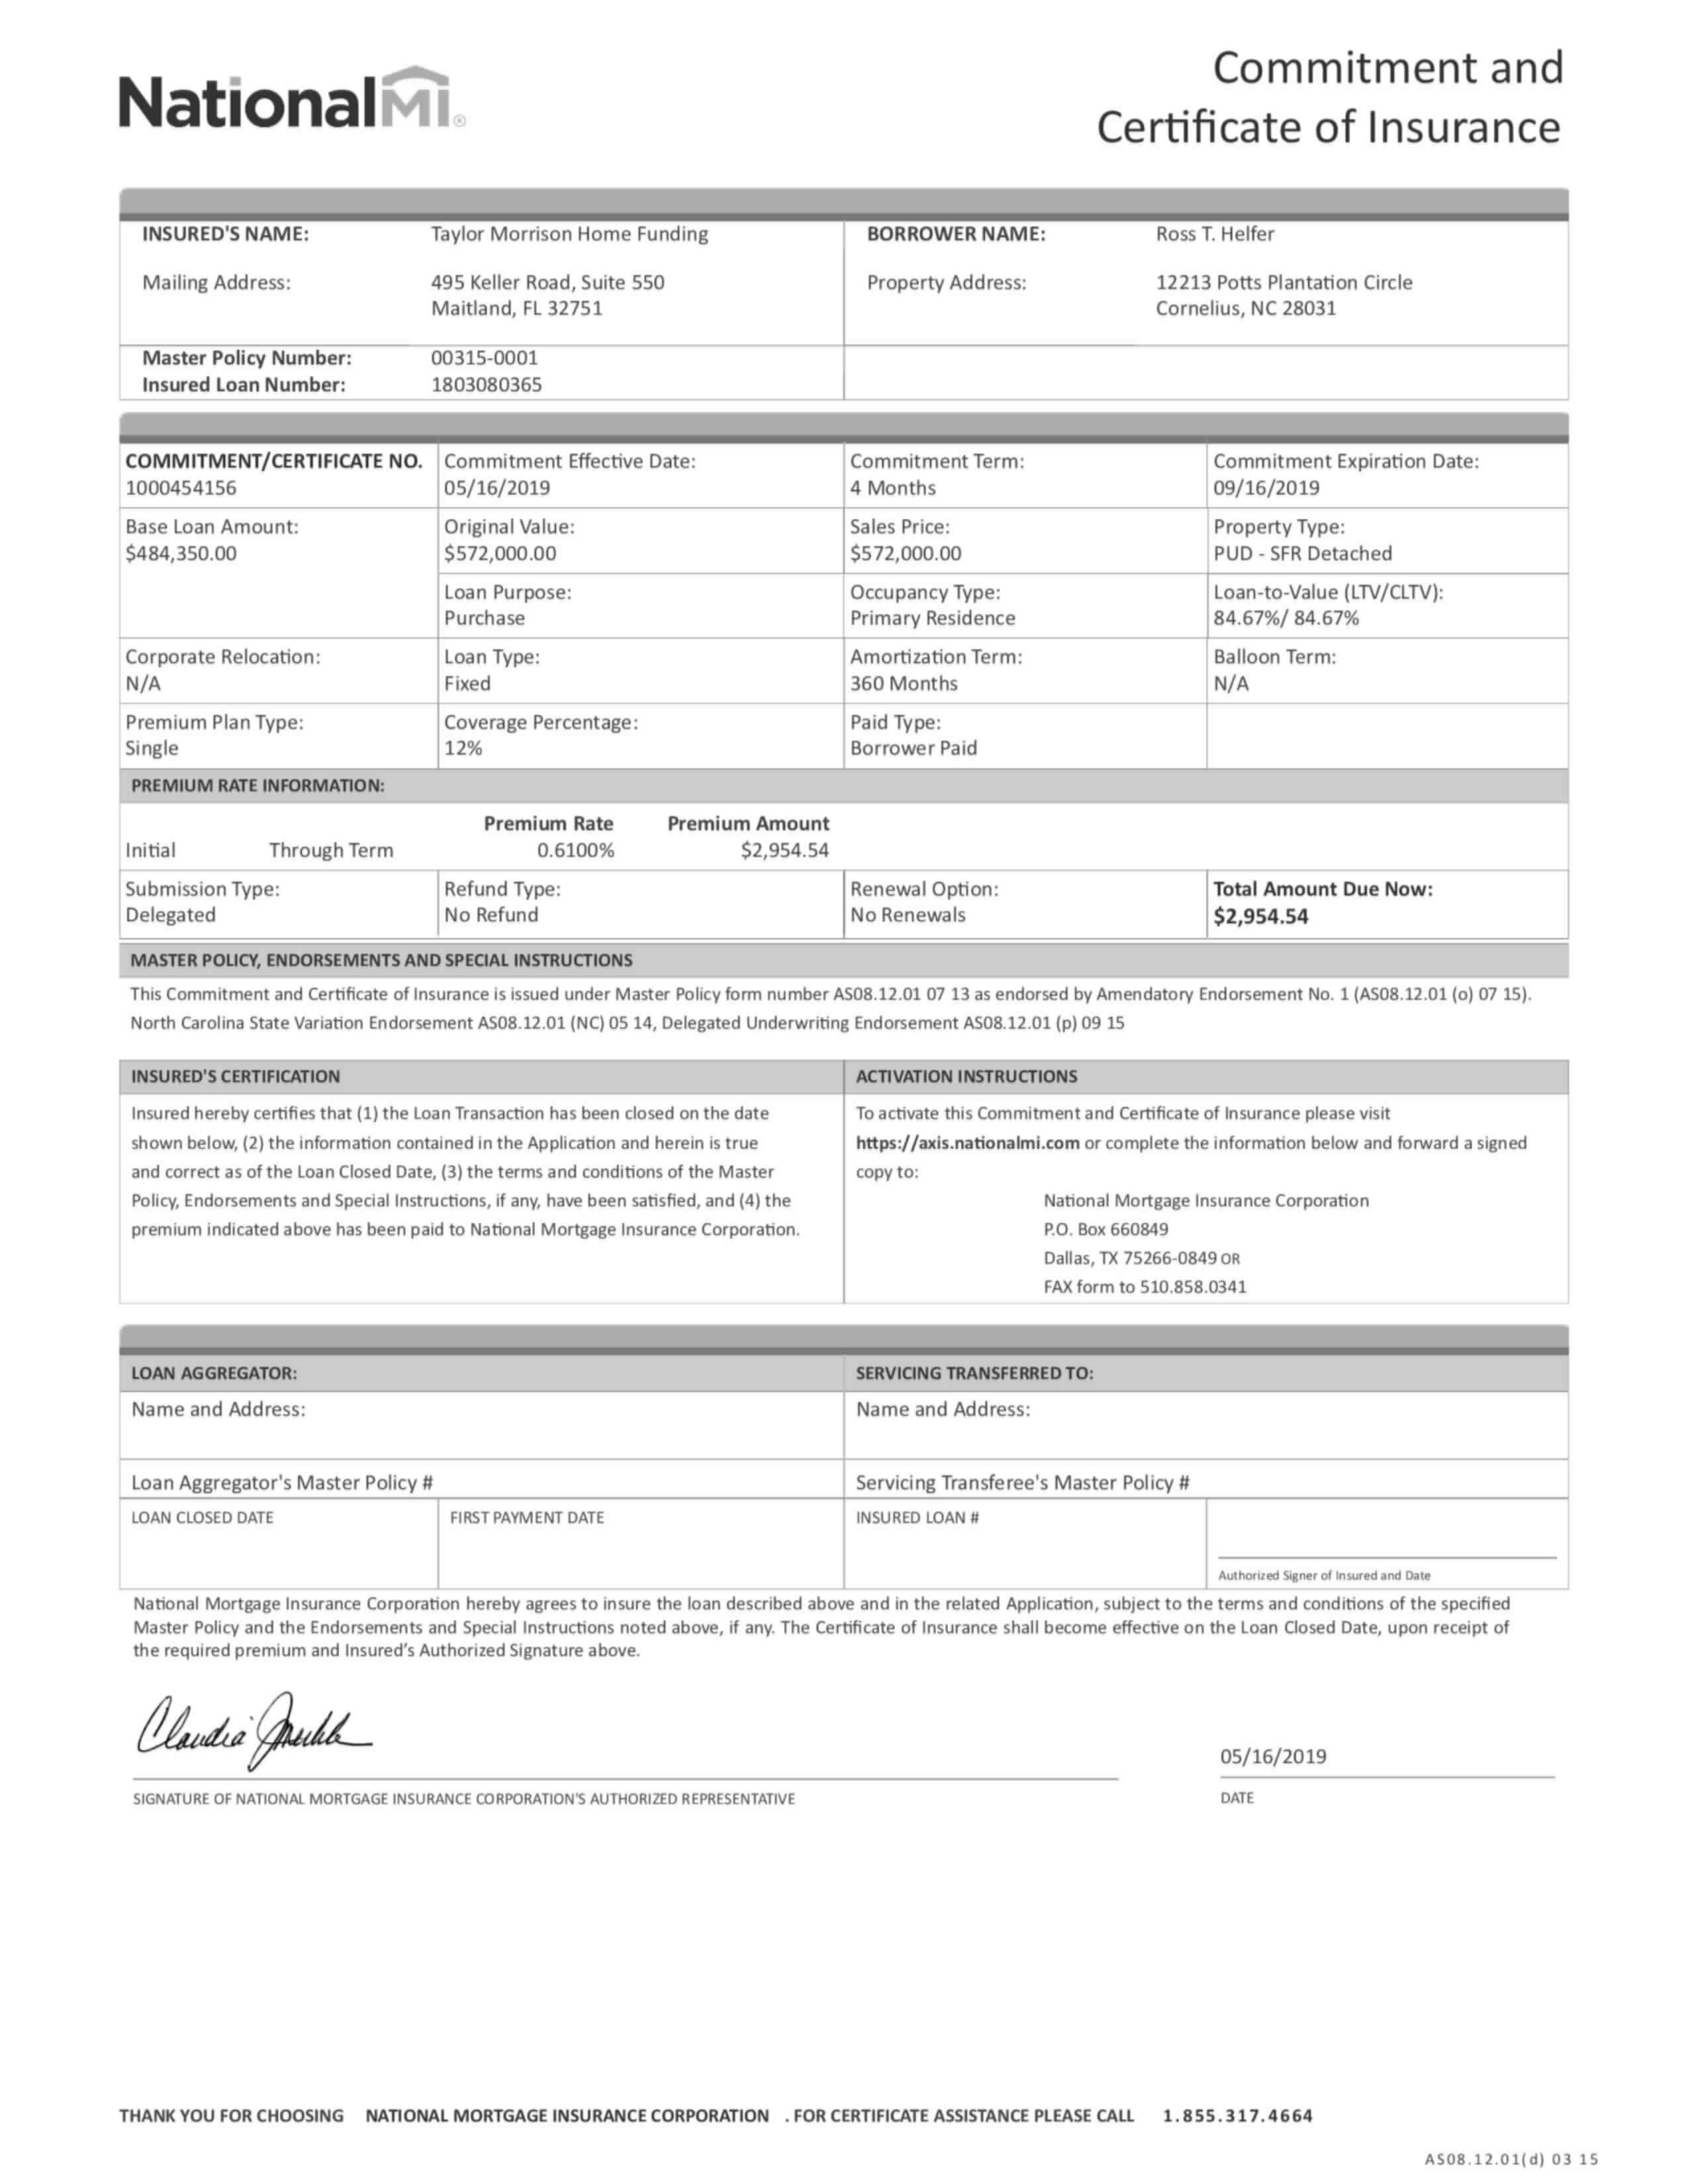 NationalMI®
Commitment and
Certificate of Insurance
INSURED'S NAME: Taylor Morrison Home Funding
Mailing Address: 495 Keller Road, Suite 550
Maitland, FL 32751
BORROWER NAME: Ross T. Helfer
Property Address: 12213 Potts Plantation Circle
Cornelius, NC 28031
Master Policy Number: 00315-0001
Insured Loan Number: 1803080365
COMMITMENT/CERTIFICATE NO. Commitment Effective Date: Commitment Term: Commitment Expiration Date:
1000454156 05/16/2019 4 Months 09/16/2019
Base Loan Amount: Original Value: Sales Price: Property Type:
$484,350.00 $572,000.00 $572,000.00 PUD - SFR Detached
Loan Purpose: Occupancy Type: Loan-to-Value (LTV/CLTV):
Purchase Primary Residence 84.67%/ 84.67%
Corporate Relocation: Loan Type: Amortization Term: Balloon Term:
N/A Fixed 360 Months N/A
Premium Plan Type: Coverage Percentage: Paid Type:
Single 12% Borrower Paid
PREMIUM RATE INFORMATION:
Premium Rate Premium Amount
Initial Through Term 0.6100% $2,954.54
Submission Type: Refund Type: Renewal Option: Total Amount Due Now:
Delegated No Refund No Renewals $2,954.54
MASTER POLICY, ENDORSEMENTS AND SPECIAL INSTRUCTIONS
This Commitment and Certificate of Insurance is issued under Master Policy form number AS08.12.01 07 13 as endorsed by Amendatory Endorsement No. 1 (AS08.12.01 (o) 07 15).
North Carolina State Variation Endorsement AS08.12.01 (NC) 05 14, Delegated Underwriting Endorsement AS08.12.01 (p) 09 15
INSURED'S CERTIFICATION
Insured hereby certifies that (1) the Loan Transaction has been closed on the date
shown below, (2) the information contained in the Application and herein is true
and correct as of the Loan Closed Date, (3) the terms and conditions of the Master
Policy, Endorsements and Special Instructions, if any, have been satisfied, and (4) the
premium indicated above has been paid to National Mortgage Insurance Corporation.
ACTIVATION INSTRUCTIONS
To activate this Commitment and Certificate of Insurance please visit
https://axis.nationalmi.com or complete the information below and forward a signed
copy to:
National Mortgage Insurance Corporation
P.O. Box 660849
Dallas, TX 75266-0849 OR
FAX form to 510.858.0341
LOAN AGGREGATOR: SERVICING TRANSFERRED TO:
Name and Address: Name and Address:
Loan Aggregator's Master Policy # Servicing Transferee's Master Policy #
LOAN CLOSED DATE FIRST PAYMENT DATE INSURED LOAN #
Authorized Signer of Insured and Date
National Mortgage Insurance Corporation hereby agrees to insure the loan described above and in the related Application, subject to the terms and conditions of the specified
Master Policy and the Endorsements and Special Instructions noted above, if any. The Certificate of Insurance shall become effective on the Loan Closed Date, upon receipt of
the required premium and Insured's Authorized Signature above.
Claudia
05/16/2019
SIGNATURE OF NATIONAL MORTGAGE INSURANCE CORPORATION'S AUTHORIZED REPRESENTATIVE DATE
THANK YOU FOR CHOOSING NATIONAL MORTGAGE INSURANCE CORPORATION . FOR CERTIFICATE ASSISTANCE PLEASE CALL 1.855.317.4664
AS08.12.01(d) 03 15